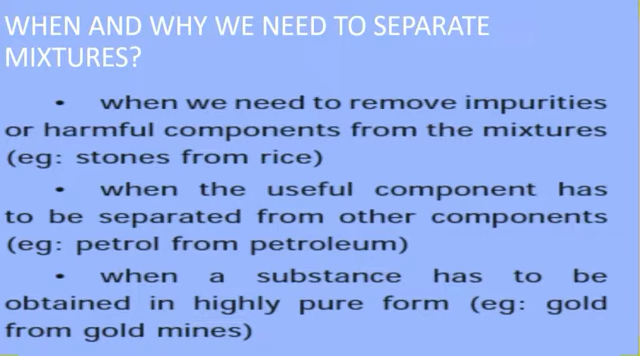 WHEN AND WHY WE NEED TO SEPARATE
MIXTURES?
• when we need to remove impurities
or harmful components from the mixtures
(eg: stones from rice)
• when the useful component has
to be separated from other components
(eg: petrol from petroleum)
• when a substance has to be
obtained in highly pure form (eg: gold
from gold mines)